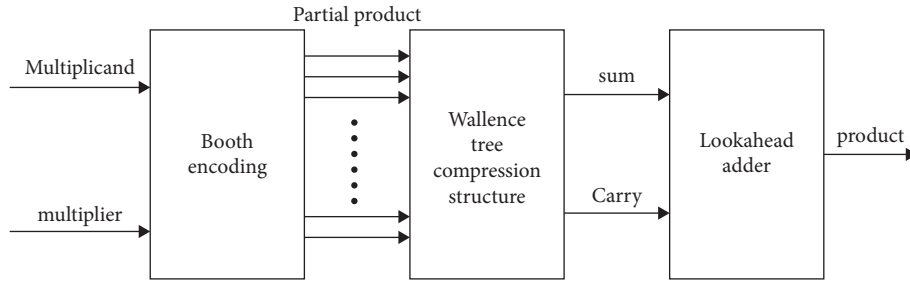 Partial product
Multiplicand
multiplier
Booth
encoding
Wallence
tree
compression
structure
sum
Carry
Lookahead
adder
product